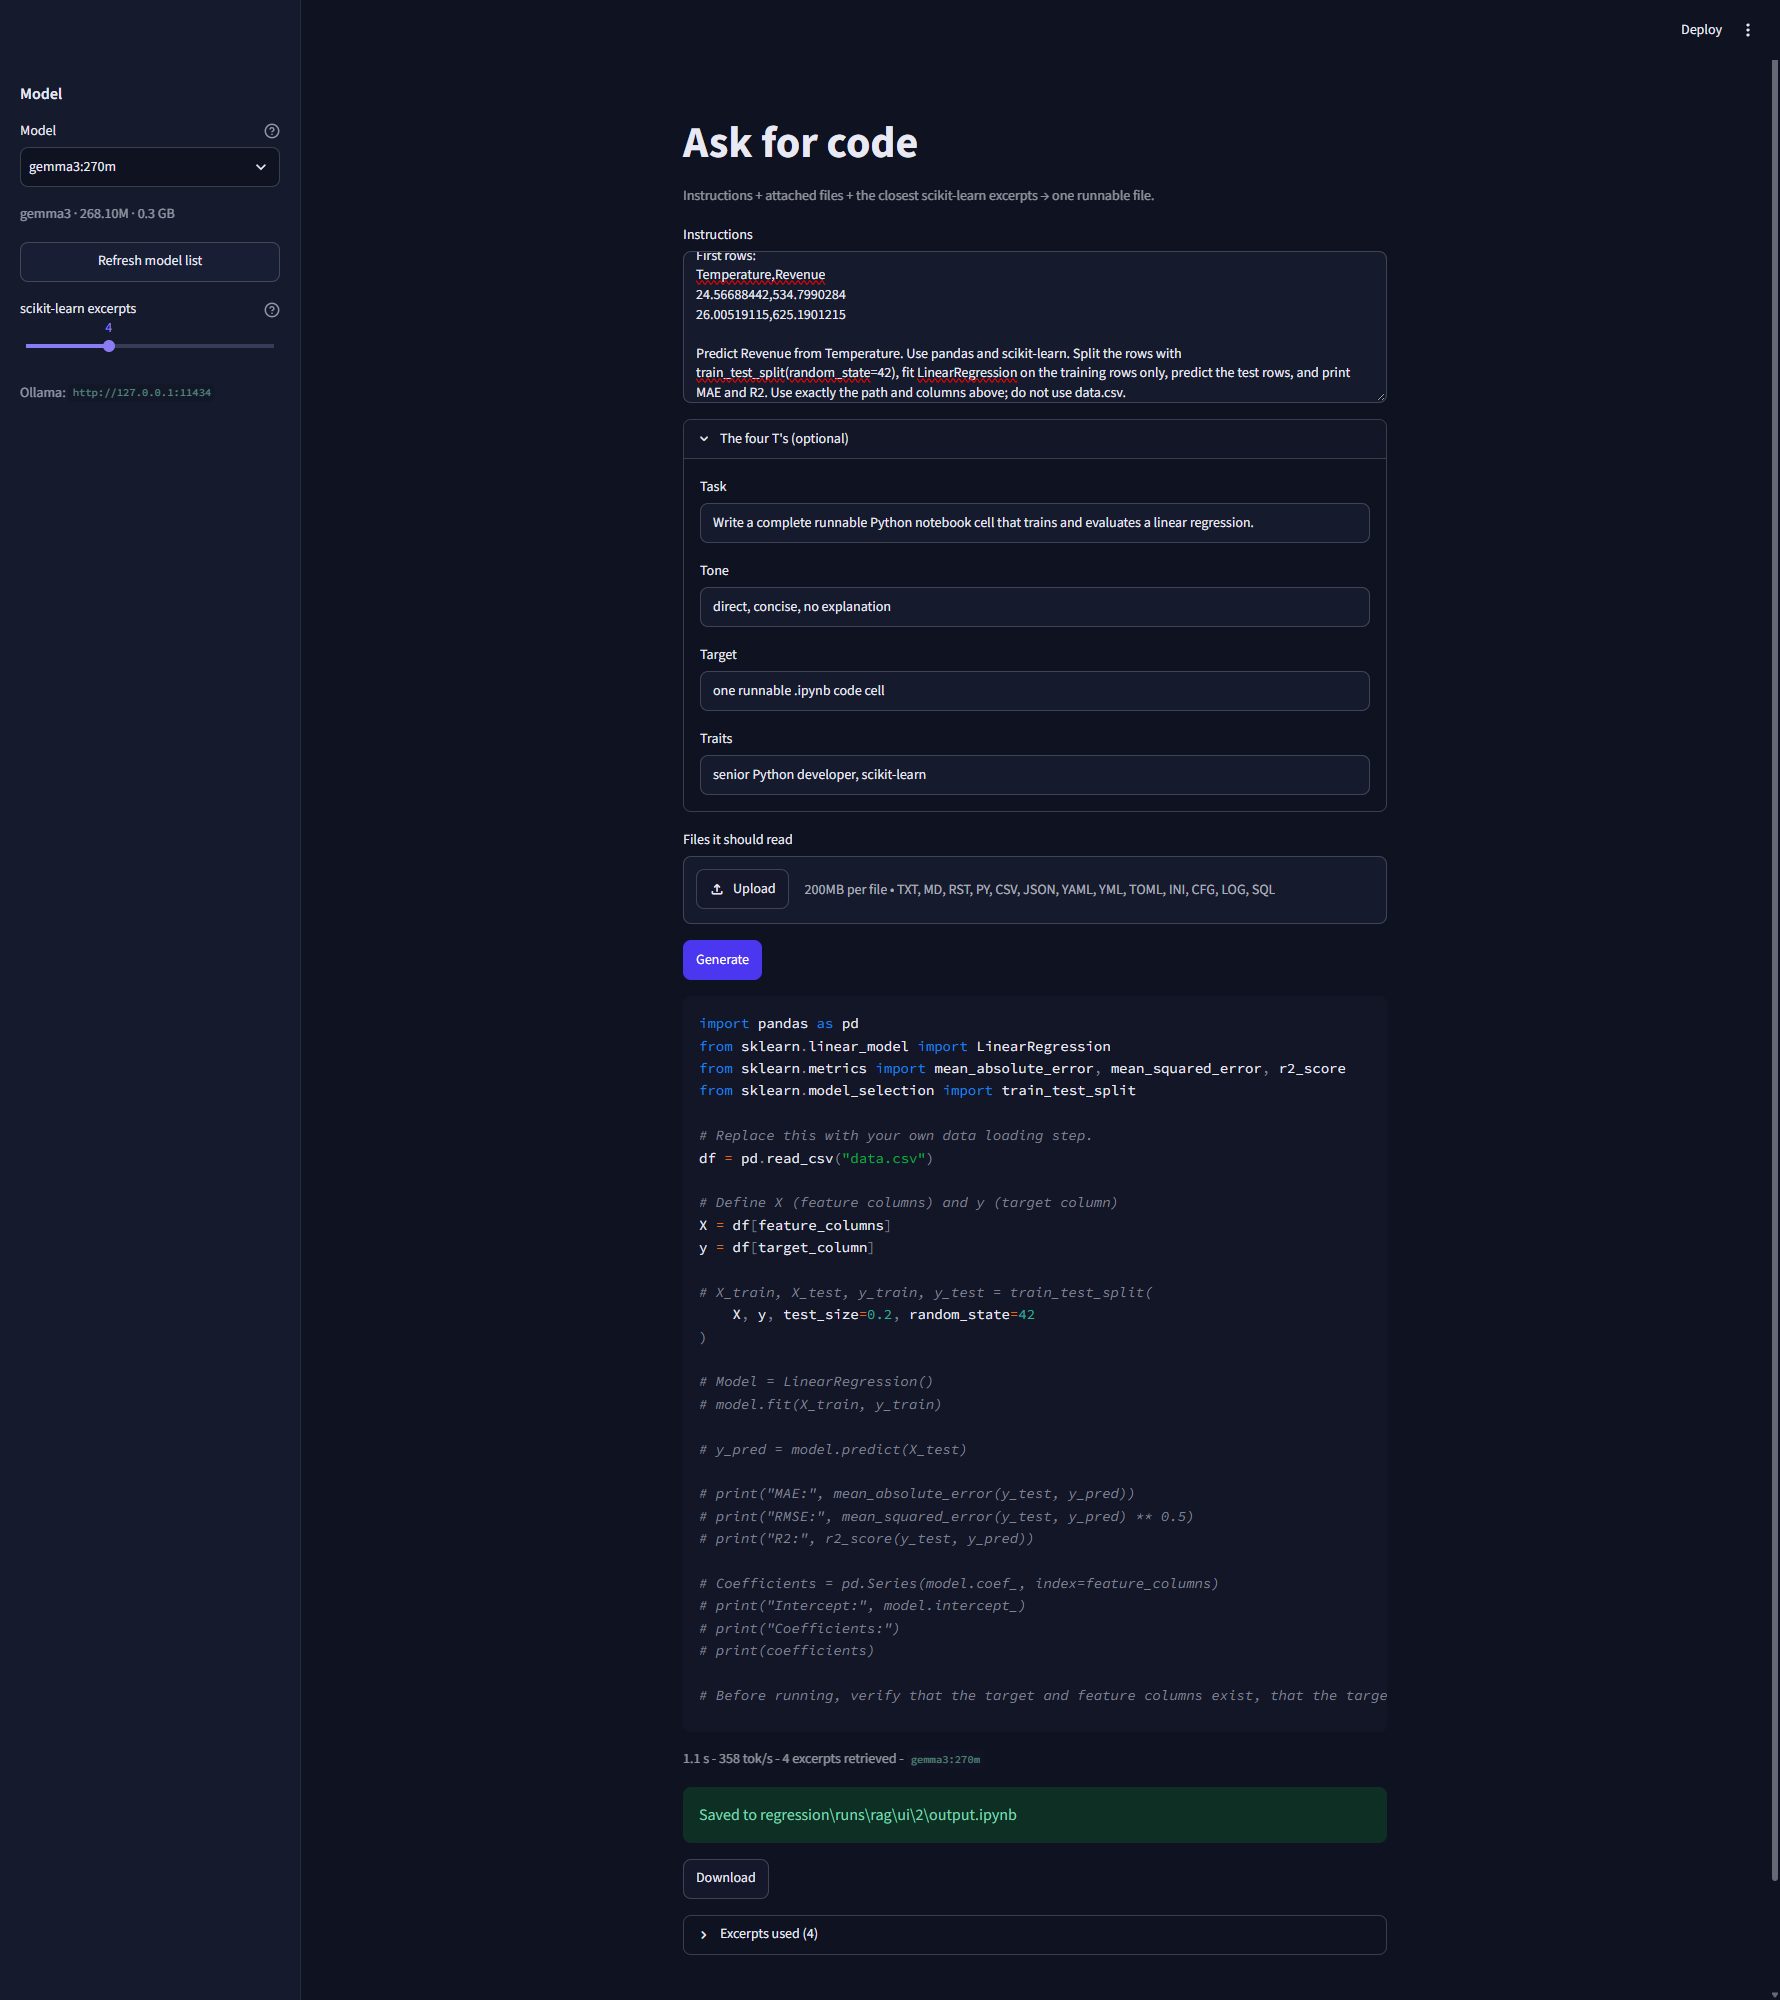 Deploy
Model
Model
gemma3:270m
gemma3 · 268.10M · 0.3 GB
Refresh model list
scikit-learn excerpts
4
Ollama: http://127.0.0.1:11434
Ask for code
Instructions + attached files + the closest scikit-learn excerpts → one runnable file.
Instructions
First rows:
Temperature,Revenue
24.56688442,534.7990284
26.00519115,625.1901215
Predict Revenue from Temperature. Use pandas and scikit-learn. Split the rows with
train_test_split(random_state=42), fit LinearRegression on the training rows only, predict the test rows, and print
MAE and R2. Use exactly the path and columns above; do not use data.csv.
The four T's (optional)
Task
Write a complete runnable Python notebook cell that trains and evaluates a linear regression.
Tone
direct, concise, no explanation
Target
one runnable .ipynb code cell
Traits
senior Python developer, scikit-learn
Files it should read
Upload
200MB per file • TXT, MD, RST, PY, CSV, JSON, YAML, YML, TOML, INI, CFG, LOG, SQL
Generate
import pandas as pd
from sklearn.linear_model import LinearRegression
from sklearn.metrics import mean_absolute_error, mean_squared_error, r2_score
from sklearn.model_selection import train_test_split
# Replace this with your own data loading step.
df = pd.read_csv("data.csv")
# Define X (feature columns) and y (target column)
X = df[feature_columns]
y = df[target_column]
# X_train, X_test, y_train, y_test = train_test_split(
    X, y, test_size=0.2, random_state=42
)
# Model = LinearRegression()
# model.fit(X_train, y_train)
# y_pred = model.predict(X_test)
# print("MAE:", mean_absolute_error(y_test, y_pred))
# print("RMSE:", mean_squared_error(y_test, y_pred) ** 0.5)
# print("R2:", r2_score(y_test, y_pred))
# Coefficients = pd.Series(model.coef_, index=feature_columns)
# print("Intercept:", model.intercept_)
# print("Coefficients:")
# print(coefficients)
# Before running, verify that the target and feature columns exist, that the targe
1.1 s - 358 tok/s - 4 excerpts retrieved - gemma3:270m
Saved to regression\runs\rag\ui\2\output.ipynb
Download
Excerpts used (4)